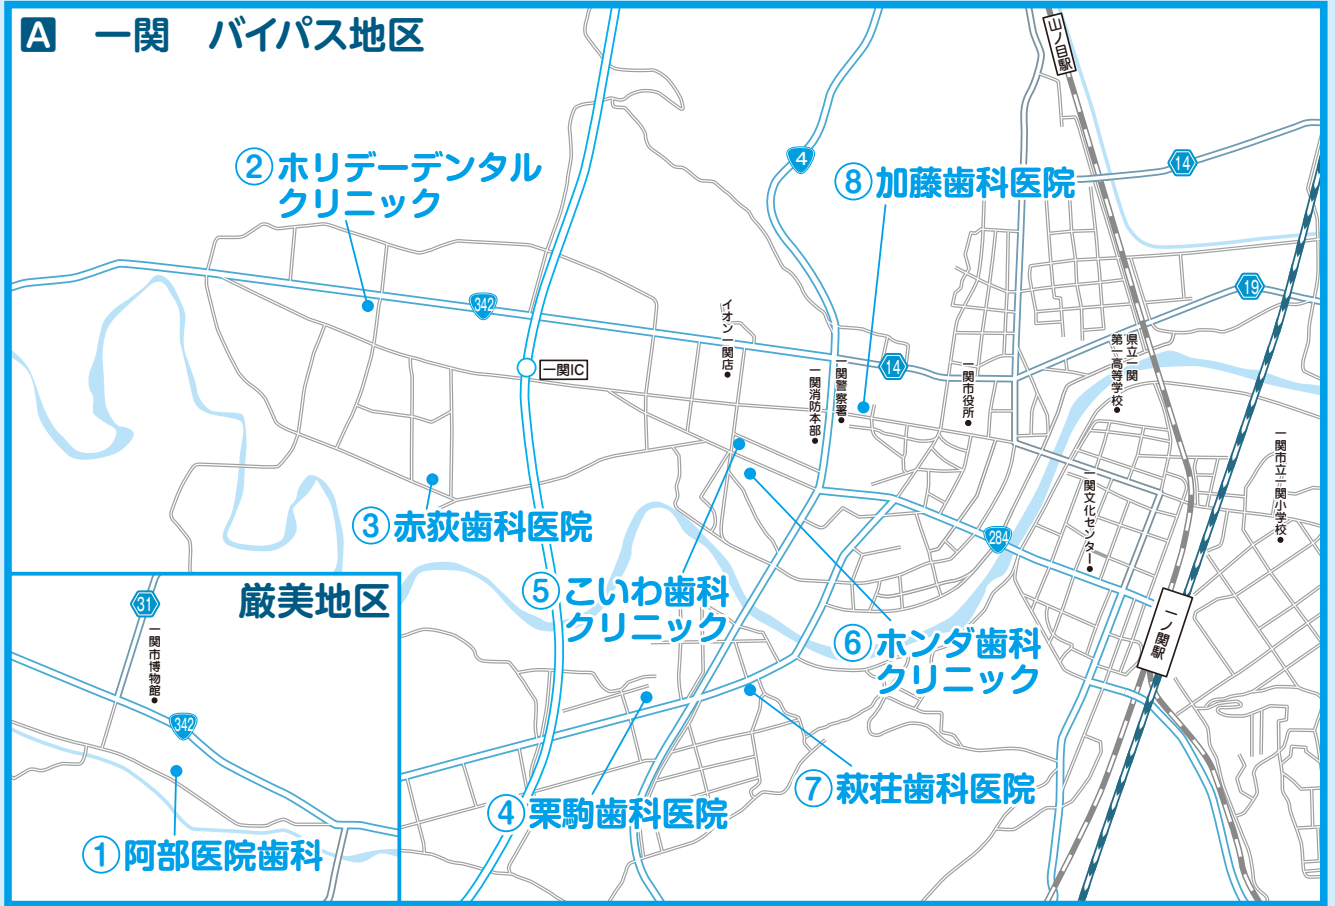 A 一関 バイパス地区
山ノ目駅
4
14
②ホリデーデンタル
クリニック
⑧加藤歯科医院
342
19
イオン一関店
一関IC
14
一関消防本部
一関警察署
一関市役所
県立一関
第一高等学校
一関市立一関小学校
一関文化センター
③赤荻歯科医院
284
⑤こいわ歯科
クリニック
⑥ホンダ歯科
クリニック
一ノ関駅
④栗駒歯科医院
⑦萩荘歯科医院
厳美地区
31
一関市博物館
342
①阿部医院歯科